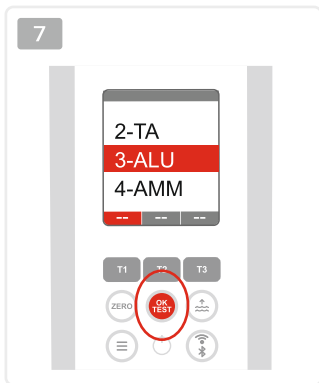 7
2-TA
3-ALU
4-AMM
-- -- --
T1 T2 T3
ZERO
OK
TEST